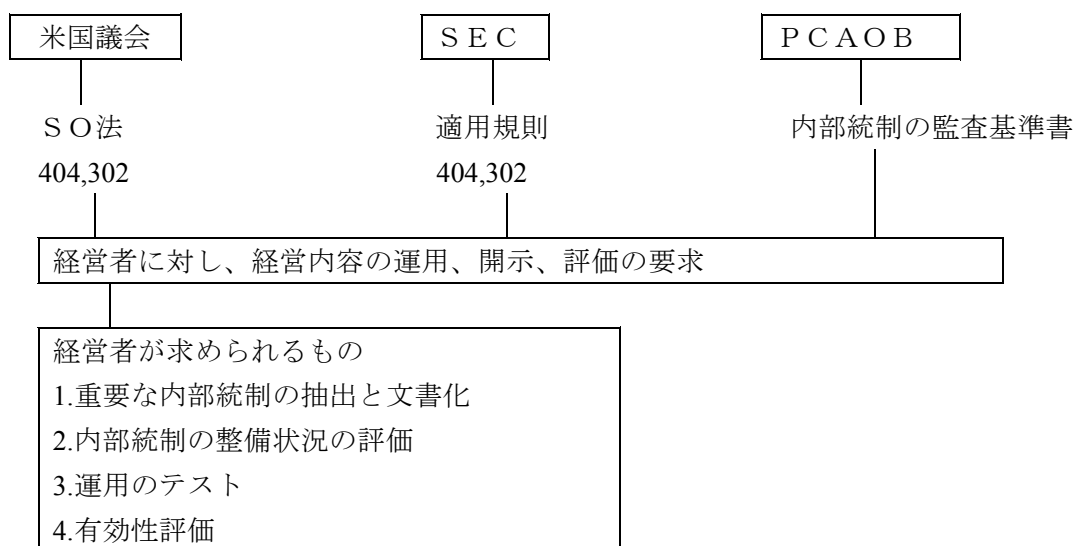 米国議会 ＳＥＣ ＰＣＡＯＢ
ＳＯ法 適用規則 内部統制の監査基準書
404,302 404,302
経営者に対し、経営内容の運用、開示、評価の要求
経営者が求められるもの
1.重要な内部統制の抽出と文書化
2.内部統制の整備状況の評価
3.運用のテスト
4.有効性評価